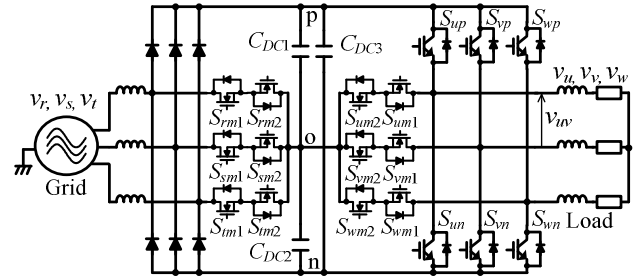 p S_up S_vp S_wp
C_DC1 C_DC3
v_r, v_s, v_t v_u, v_v, v_w
S_rm1 S_rm2 S_um2 S_um1
o v_uv
S_sm1 S_sm2 S_vm2 S_vm1
Grid
S_tm1 S_tm2 S_wm2 S_wm1 S_un S_vn S_wn Load
C_DC2
n